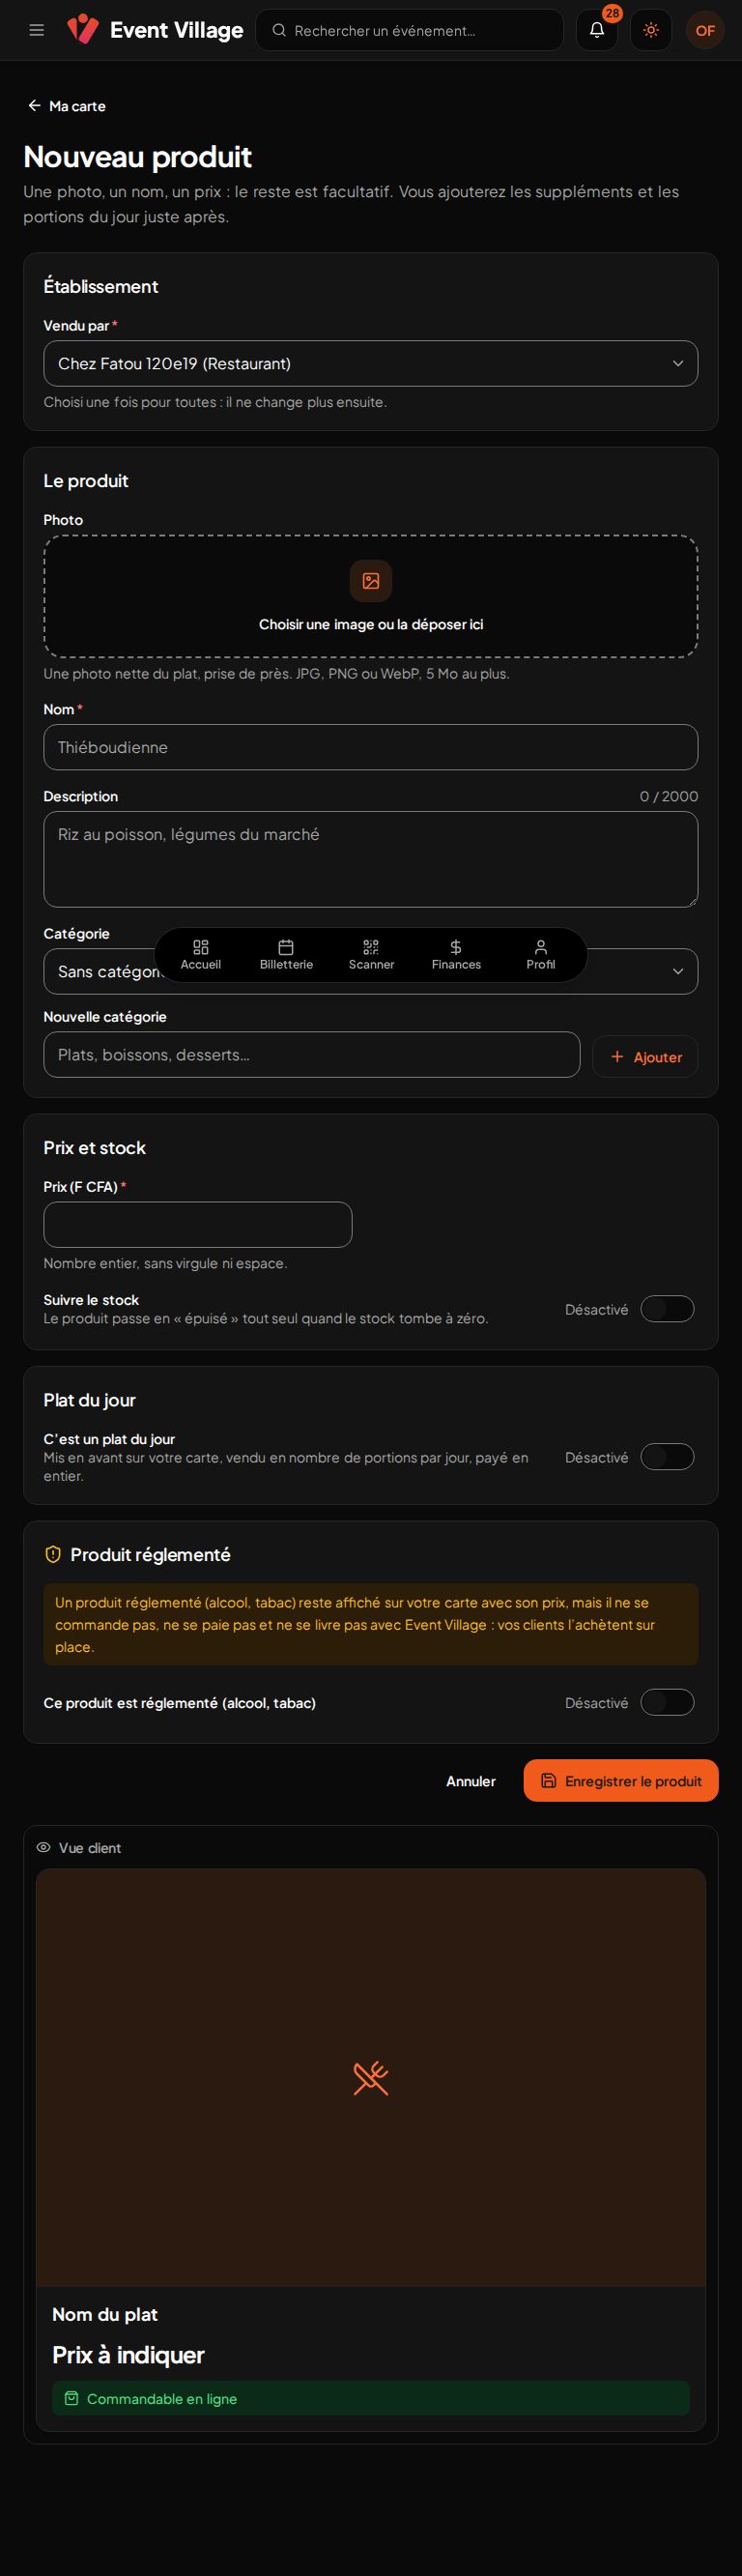 Event Village
Rechercher un événement...
28
OF
Ma carte
Nouveau produit
Une photo, un nom, un prix : le reste est facultatif. Vous ajouterez les suppléments et les
portions du jour juste après.
Établissement
Vendu par *
Chez Fatou 120e19 (Restaurant)
Choisi une fois pour toutes : il ne change plus ensuite.
Le produit
Photo
Choisir une image ou la déposer ici
Une photo nette du plat, prise de près. JPG, PNG ou WebP, 5 Mo au plus.
Nom *
Thiéboudienne
Description
0 / 2000
Riz au poisson, légumes du marché
Catégorie
Sans catégorie
Accueil
Billetterie
Scanner
Finances
Profil
Nouvelle catégorie
Plats, boissons, desserts...
Ajouter
Prix et stock
Prix (F CFA) *
Nombre entier, sans virgule ni espace.
Suivre le stock
Le produit passe en « épuisé » tout seul quand le stock tombe à zéro.
Désactivé
Plat du jour
C'est un plat du jour
Mis en avant sur votre carte, vendu en nombre de portions par jour, payé en
entier.
Désactivé
Produit réglementé
Un produit réglementé (alcool, tabac) reste affiché sur votre carte avec son prix, mais il ne se
commande pas, ne se paie pas et ne se livre pas avec Event Village : vos clients l'achètent sur
place.
Ce produit est réglementé (alcool, tabac)
Désactivé
Annuler
Enregistrer le produit
Vue client
Nom du plat
Prix à indiquer
Commandable en ligne